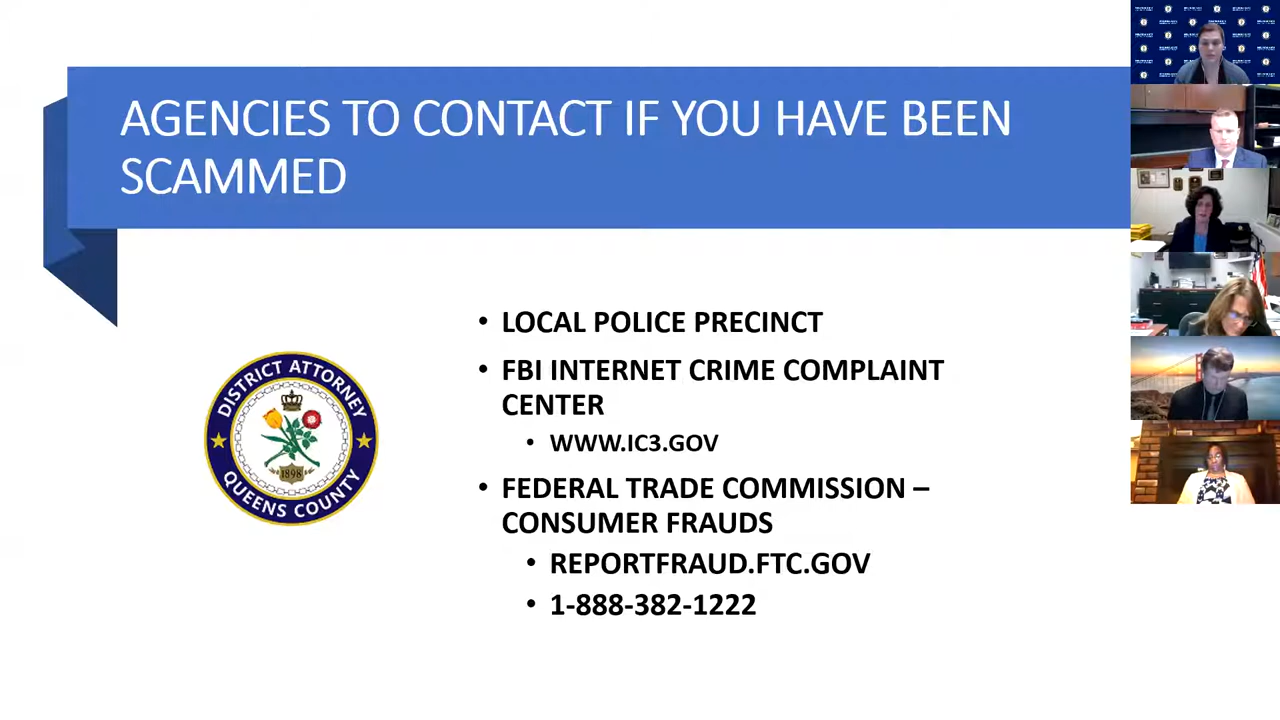 AGENCIES TO CONTACT IF YOU HAVE BEEN
SCAMMED
• LOCAL POLICE PRECINCT
• FBI INTERNET CRIME COMPLAINT
CENTER
• WWW.IC3.GOV
• FEDERAL TRADE COMMISSION –
CONSUMER FRAUDS
• REPORTFRAUD.FTC.GOV
• 1-888-382-1222
DISTRICT ATTORNEY
1898
QUEENS COUNTY